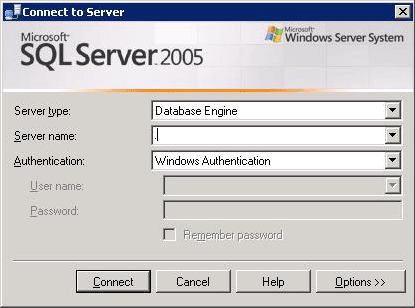 Connect to Server
Microsoft
SQL Server 2005
Microsoft
Windows Server System
Server type: Database Engine
Server name: .
Authentication: Windows Authentication
User name:
Password:
Remember password
Connect Cancel Help Options >>